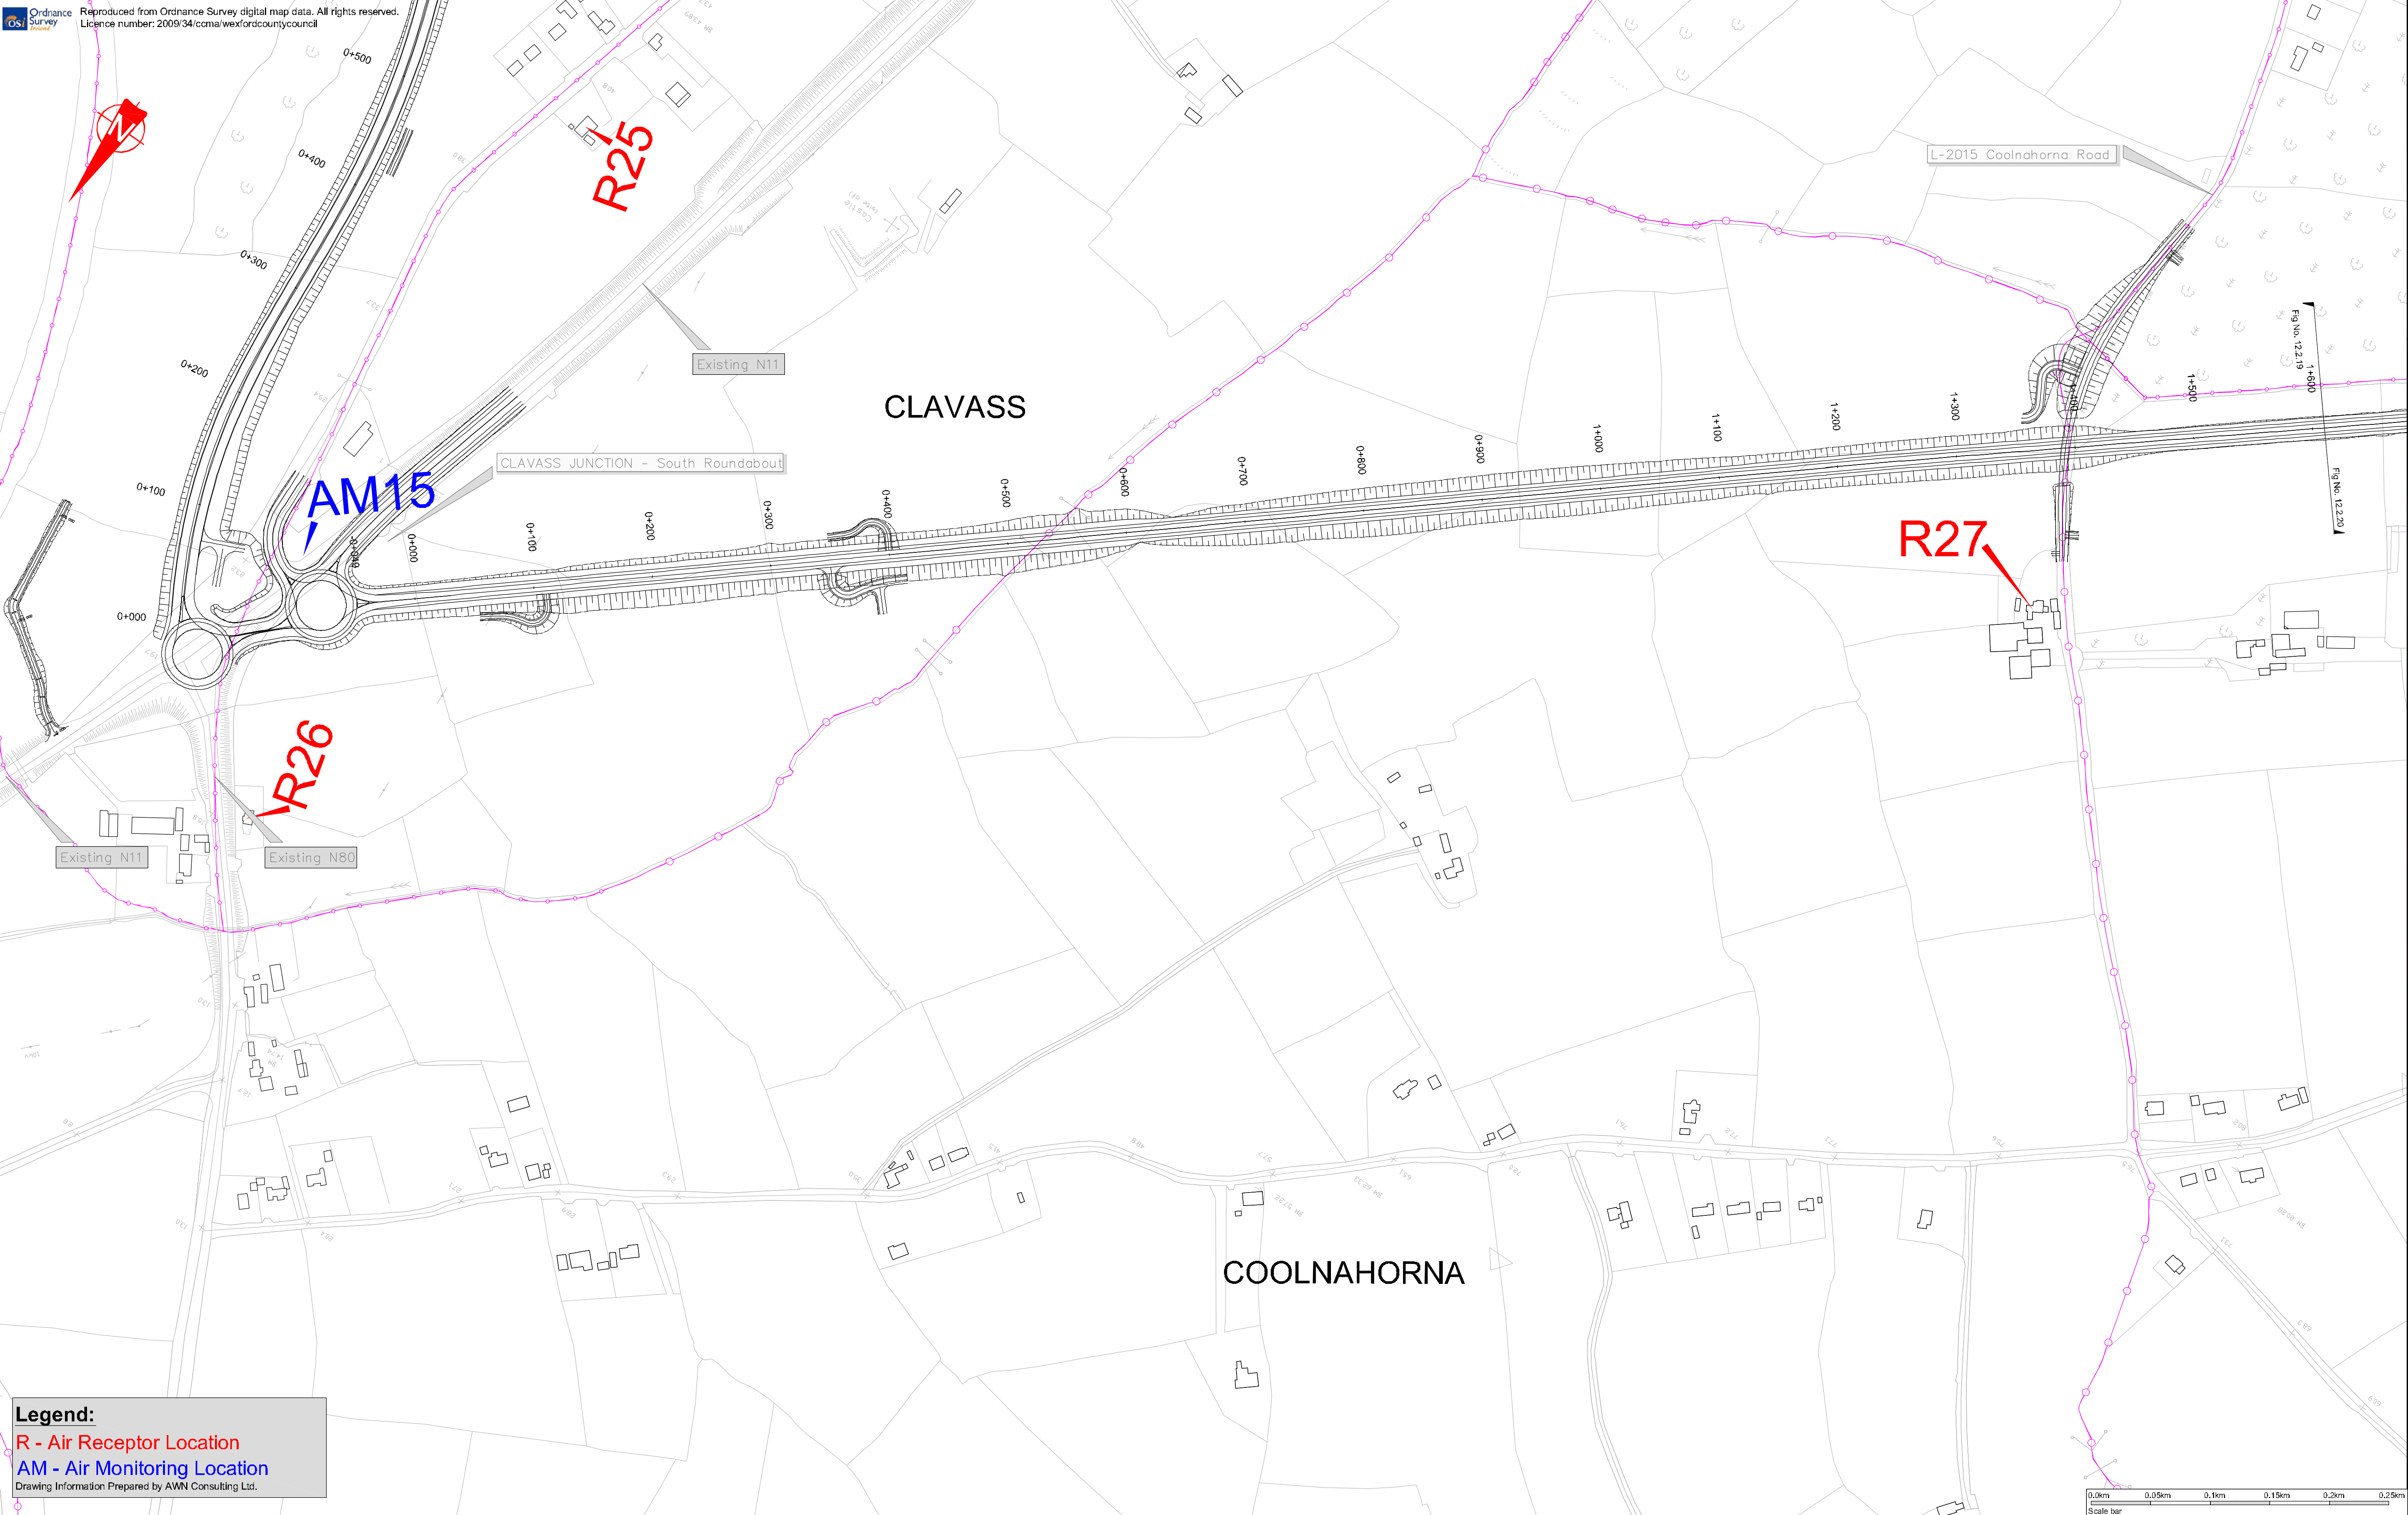 Ordnance
Survey
Reproduced from Ordnance Survey digital map data. All rights reserved.
Licence number: 2009/34/ccma/wexfordcountycouncil
OSi
N
0+500
0+400
0+300
0+200
0+100
0+000
R25
L-2015 Coolnahorna Road
Castle
(site of)
Existing N11
CLAVASS
CLAVASS JUNCTION - South Roundabout
AM15
0+000
0+100
0+200
0+300
0+400
0+500
0+600
0+700
0+800
0+900
1+000
1+100
1+200
1+300
1+400
1+500
1+600
Fig No. 12.2.19
Fig No. 12.2.20
R27
R26
Existing N11
Existing N80
COOLNAHORNA
Legend:
R - Air Receptor Location
AM - Air Monitoring Location
Drawing Information Prepared by AWN Consulting Ltd.
0.0km 0.05km 0.1km 0.15km 0.2km 0.25km
Scale bar